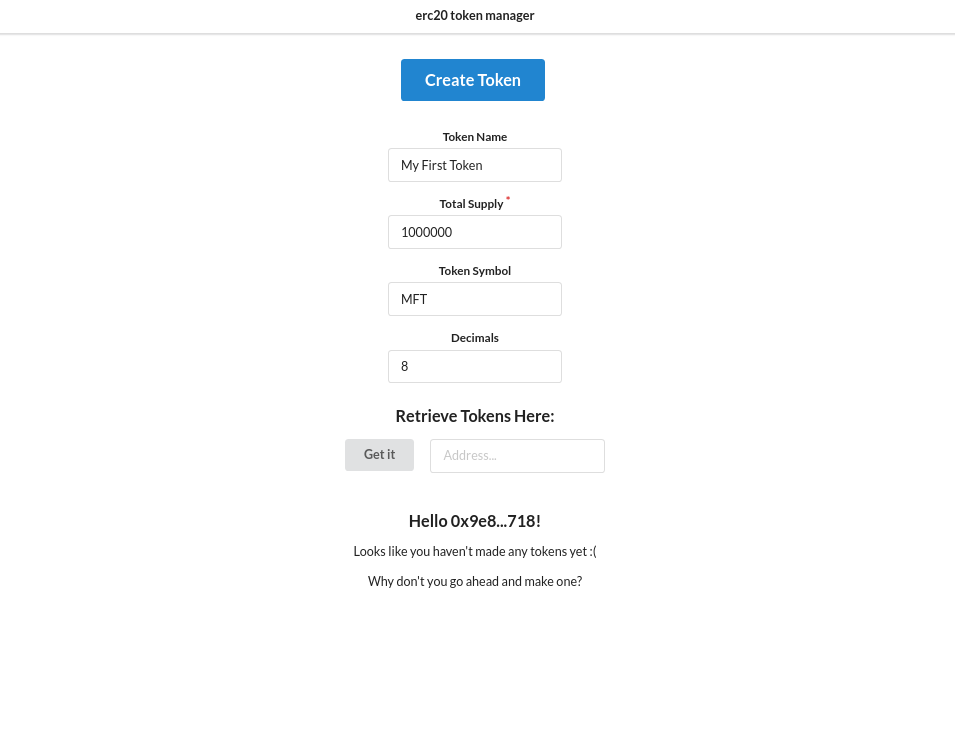 erc20 token manager
Create Token
Token Name
My First Token
Total Supply *
1000000
Token Symbol
MFT
Decimals
8
Retrieve Tokens Here:
Get it
Address...
Hello 0x9e8...718!
Looks like you haven't made any tokens yet :(
Why don't you go ahead and make one?